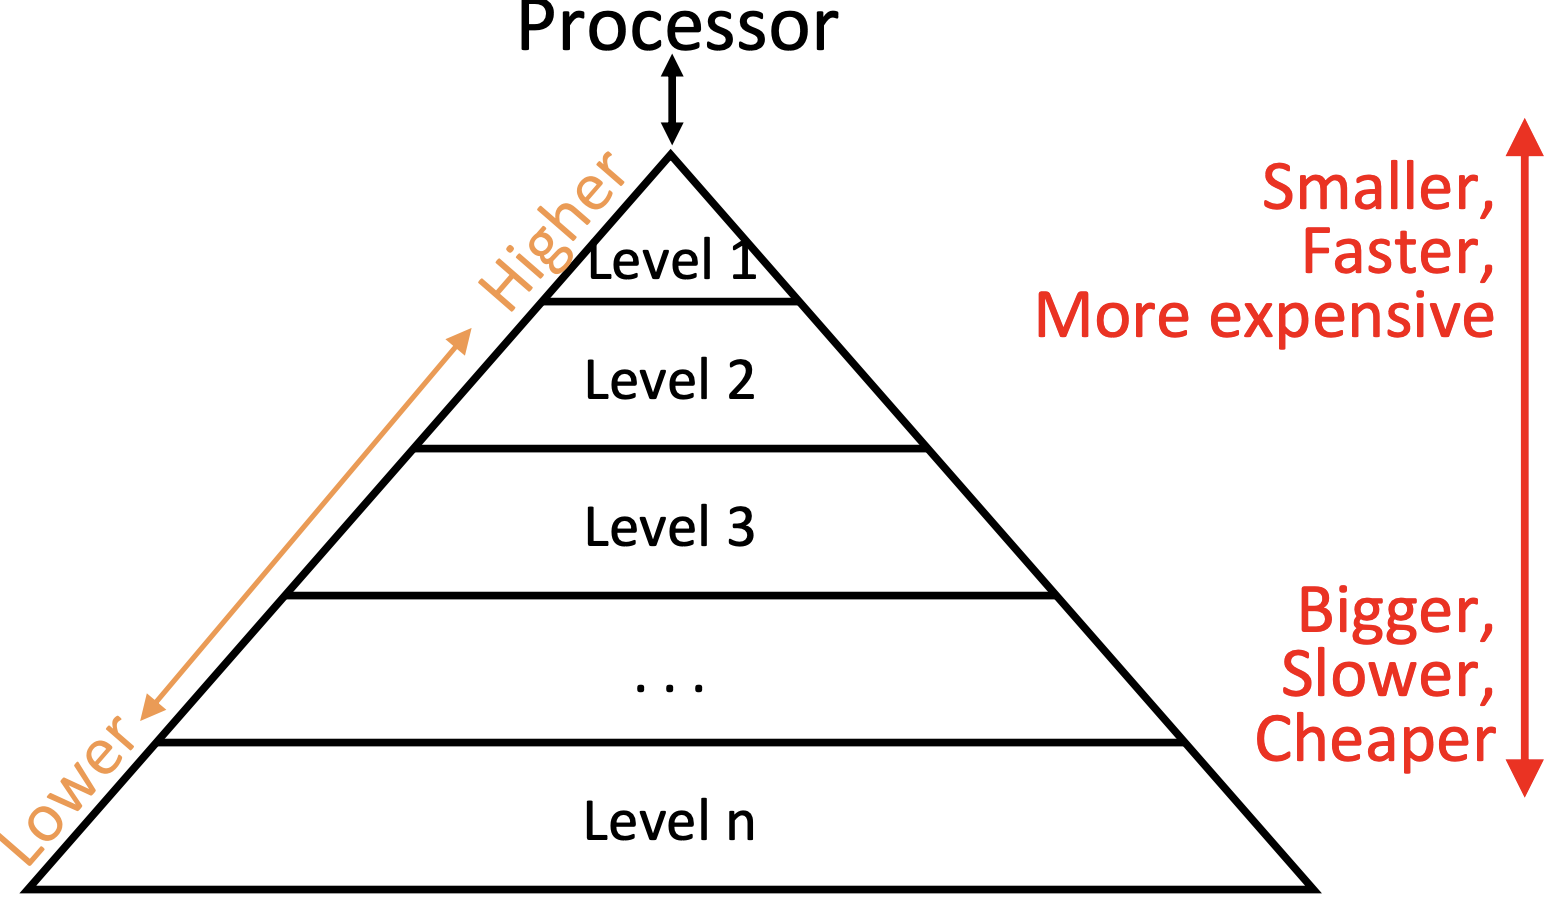 Processor
Higher
Level 1
Level 2
Level 3
. . .
Level n
Lower
Smaller,
Faster,
More expensive
Bigger,
Slower,
Cheaper